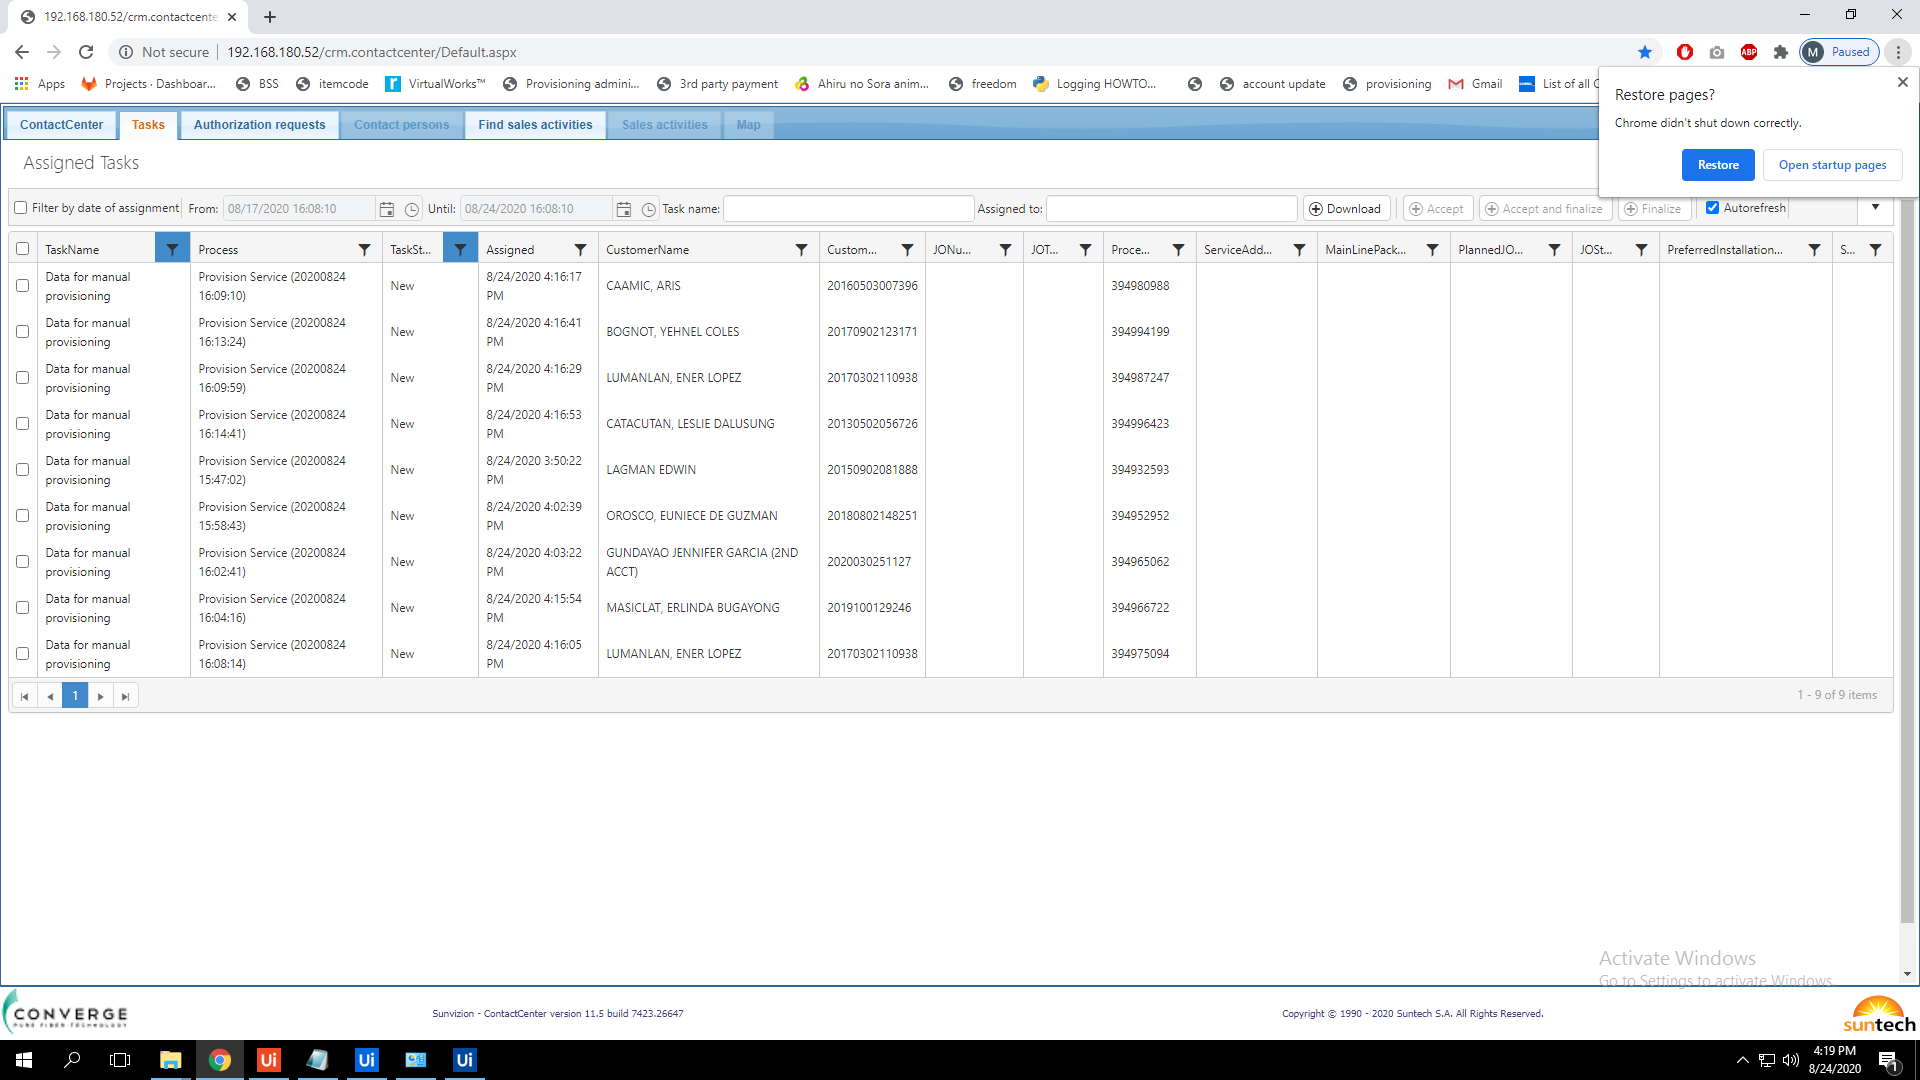 192.168.180.52/crm.contactcente
Not secure
192.168.180.52/crm.contactcenter/Default.aspx
ABP
M Paused
Apps
Projects · Dashboar...
BSS
itemcode
VirtualWorks™
Provisioning admini...
3rd party payment
Ahiru no Sora anim...
freedom
Logging HOWTO...
account update
provisioning
Gmail
List of all
Restore pages?
Chrome didn't shut down correctly.
Restore
Open startup pages
ContactCenter
Tasks
Authorization requests
Contact persons
Find sales activities
Sales activities
Map
Assigned Tasks
Filter by date of assignment From: 08/17/2020 16:08:10 Until: 08/24/2020 16:08:10 Task name: Assigned to: Download Accept Accept and finalize Finalize Autorefresh
TaskName Process TaskSt... Assigned CustomerName Custom... JONu... JOT... Proce... ServiceAdd... MainLinePack... PlannedJO... JOSt... PreferredInstallation... S...
Data for manual provisioning Provision Service (20200824 16:09:10) New 8/24/2020 4:16:17 PM CAAMIC, ARIS 20160503007396 394980988
Data for manual provisioning Provision Service (20200824 16:13:24) New 8/24/2020 4:16:41 PM BOGNOT, YEHNEL COLES 20170902123171 394994199
Data for manual provisioning Provision Service (20200824 16:09:59) New 8/24/2020 4:16:29 PM LUMANLAN, ENER LOPEZ 20170302110938 394987247
Data for manual provisioning Provision Service (20200824 16:14:41) New 8/24/2020 4:16:53 PM CATACUTAN, LESLIE DALUSUNG 20130502056726 394996423
Data for manual provisioning Provision Service (20200824 15:47:02) New 8/24/2020 3:50:22 PM LAGMAN EDWIN 20150902081888 394932593
Data for manual provisioning Provision Service (20200824 15:58:43) New 8/24/2020 4:02:39 PM OROSCO, EUNIECE DE GUZMAN 20180802148251 394952952
Data for manual provisioning Provision Service (20200824 16:02:41) New 8/24/2020 4:03:22 PM GUNDAYAO JENNIFER GARCIA (2ND ACCT) 2020030251127 394965062
Data for manual provisioning Provision Service (20200824 16:04:16) New 8/24/2020 4:15:54 PM MASICLAT, ERLINDA BUGAYONG 2019100129246 394966722
Data for manual provisioning Provision Service (20200824 16:08:14) New 8/24/2020 4:16:05 PM LUMANLAN, ENER LOPEZ 20170302110938 394975094
1
1 - 9 of 9 items
Activate Windows
Go to Settings to activate Windows.
CONVERGE
PURE FIBER TECHNOLOGY
Sunvizion - ContactCenter version 11.5 build 7423.26647
Copyright © 1990 - 2020 Suntech S.A. All Rights Reserved.
suntech
Ui
Ui
Ui
4:19 PM
8/24/2020
1